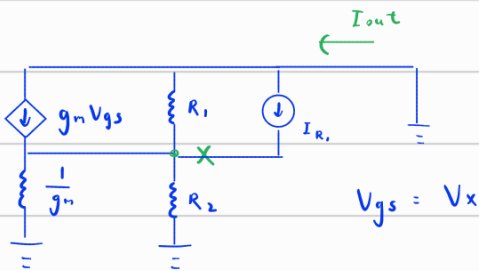 Iout
gmVgs
R1
IR1
X
1/gm
R2
Vgs = Vx